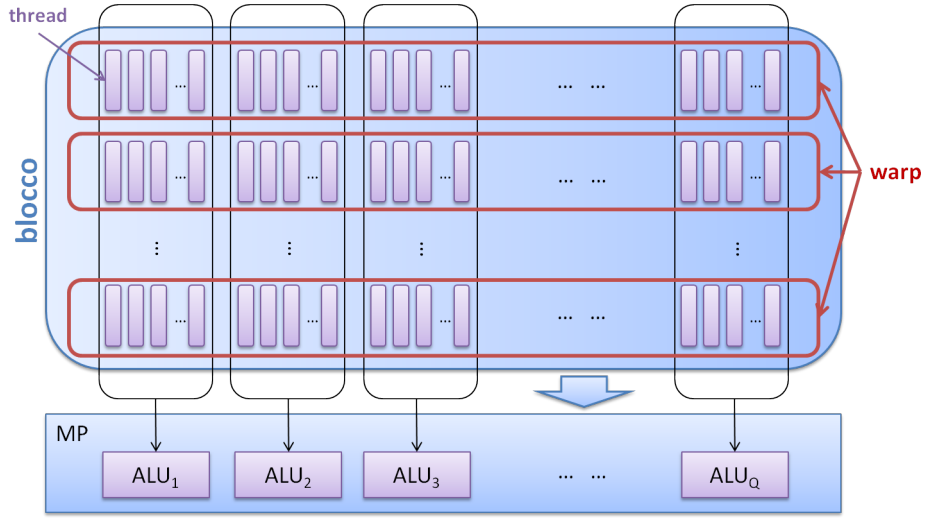 thread
... ... ... ... ... ...
blocco
... ... ... ... ... ...
warp
⋮ ⋮ ⋮ ⋮
... ... ... ... ... ...
MP
ALU1 ALU2 ALU3 ... ... ALUQ